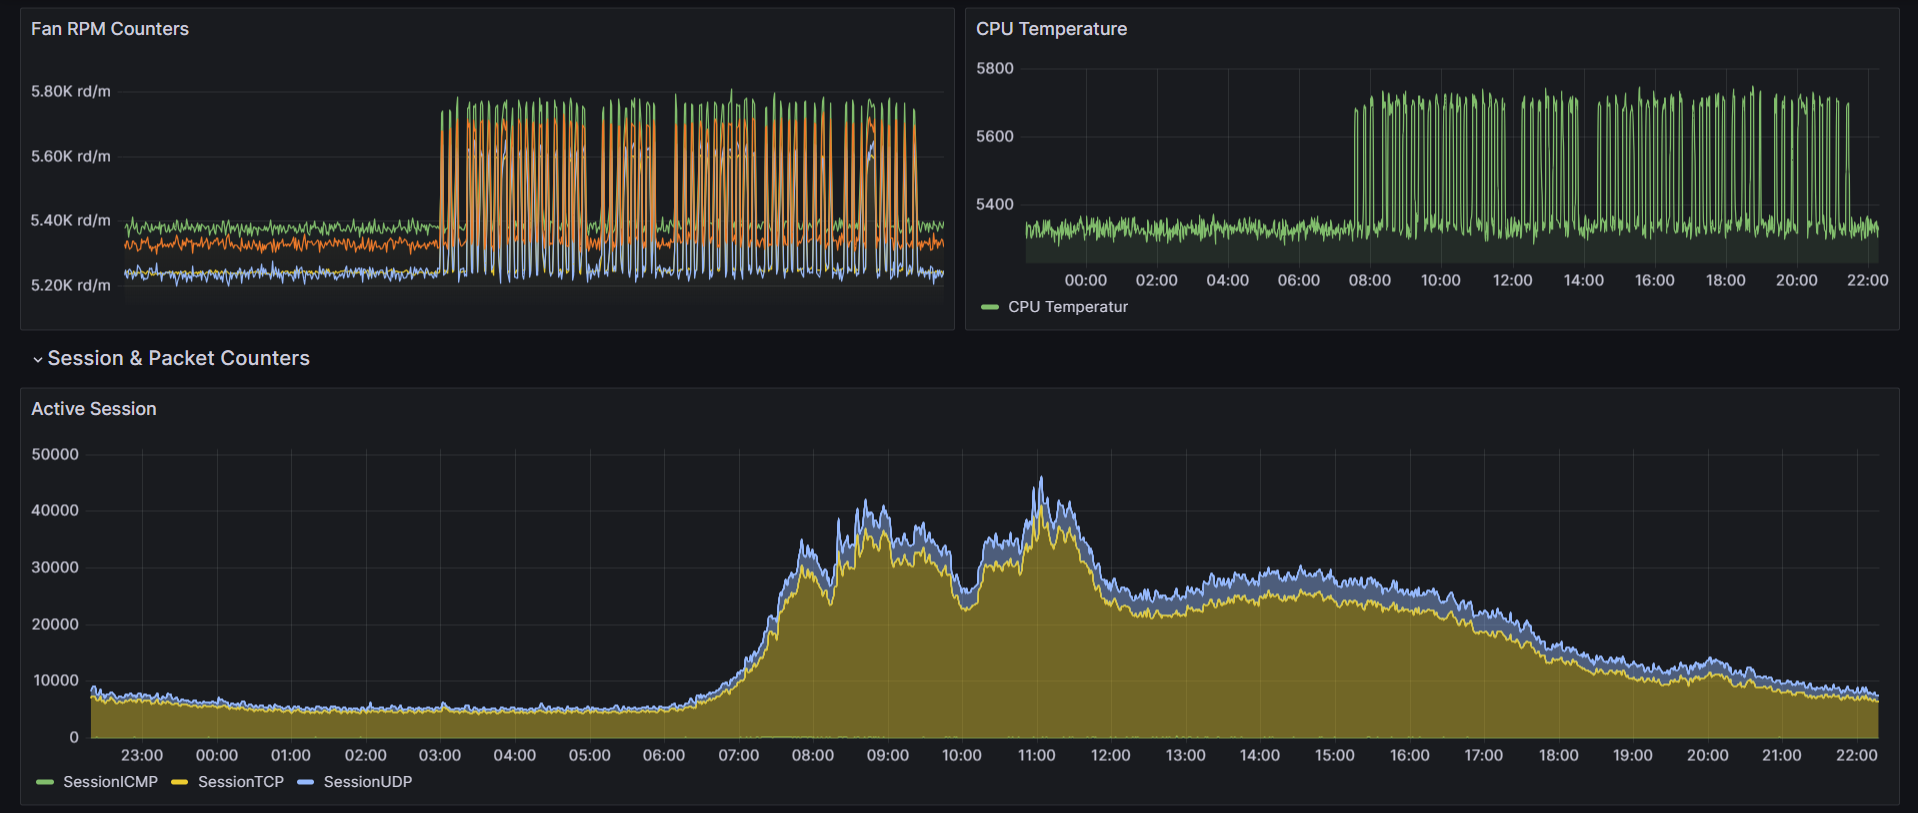 Fan RPM Counters
5.80K rd/m
5.60K rd/m
5.40K rd/m
5.20K rd/m
CPU Temperature
5800
5600
5400
00:00 02:00 04:00 06:00 08:00 10:00 12:00 14:00 16:00 18:00 20:00 22:00
CPU Temperatur
Session & Packet Counters
Active Session
50000
40000
30000
20000
10000
0
23:00 00:00 01:00 02:00 03:00 04:00 05:00 06:00 07:00 08:00 09:00 10:00 11:00 12:00 13:00 14:00 15:00 16:00 17:00 18:00 19:00 20:00 21:00 22:00
SessionICMP SessionTCP SessionUDP